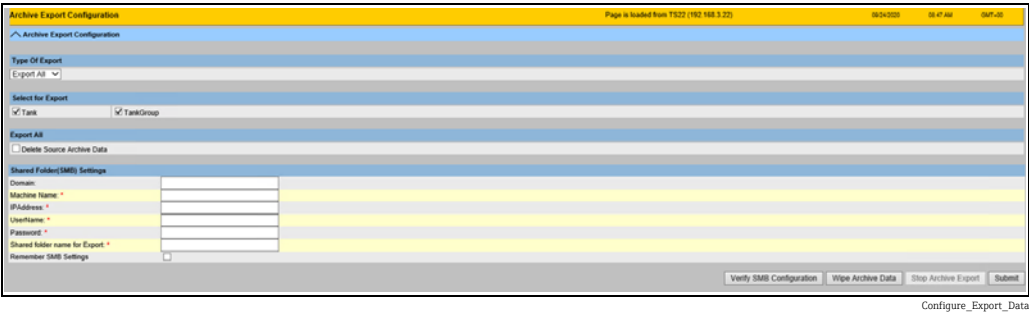 Archive Export Configuration Page is loaded from TS22 (192.168.3.22) 09/24/2020 08:47 AM GMT+00
Archive Export Configuration
Type Of Export
Export All
Select for Export
Tank TankGroup
Export All
Delete Source Archive Data
Shared Folder(SMB) Settings
Domain:
Machine Name: *
IPAddress: *
UserName: *
Password: *
Shared folder name for Export: *
Remember SMB Settings
Verify SMB Configuration Wipe Archive Data Stop Archive Export Submit
Configure_Export_Data